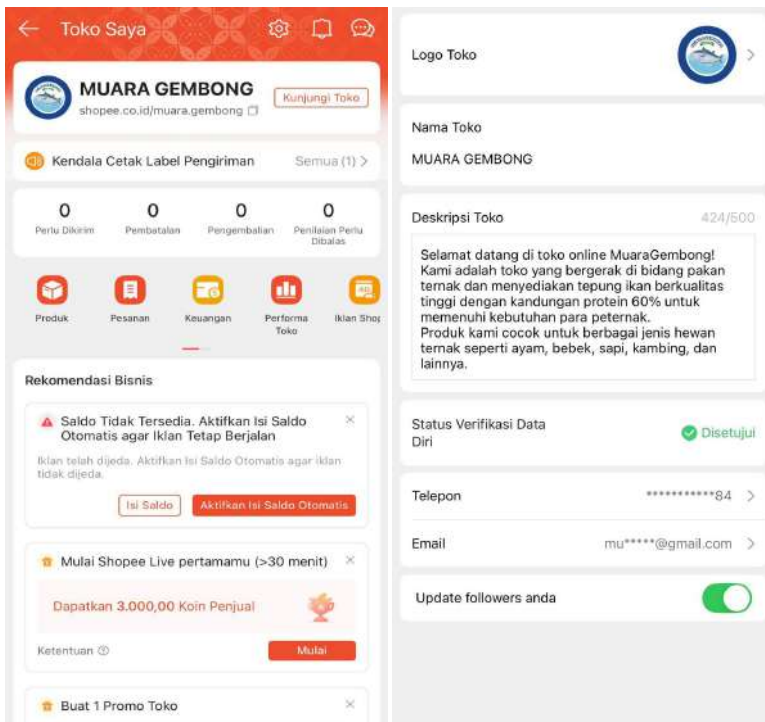 Toko Saya
MUARA GEMBONG
shopee.co.id/muara.gembong
Kunjungi Toko
Kendala Cetak Label Pengiriman
Semua (1) >
0
0
0
0
Perlu Dikirim
Pembatalan
Pengembalian
Penilaian Perlu
Dibalas
Produk
Pesanan
Keuangan
Performa
Toko
Iklan Shop
Rekomendasi Bisnis
Saldo Tidak Tersedia. Aktifkan Isi Saldo
Otomatis agar Iklan Tetap Berjalan
Iklan telah dijeda. Aktifkan Isi Saldo Otomatis agar iklan
tidak dijeda.
Isi Saldo
Aktifkan Isi Saldo Otomatis
Mulai Shopee Live pertamamu (>30 menit)
Dapatkan 3.000,00 Koin Penjual
Ketentuan
Mulai
Buat 1 Promo Toko
Logo Toko
Nama Toko
MUARA GEMBONG
Deskripsi Toko
424/500
Selamat datang di toko online MuaraGembong!
Kami adalah toko yang bergerak di bidang pakan
ternak dan menyediakan tepung ikan berkualitas
tinggi dengan kandungan protein 60% untuk
memenuhi kebutuhan para peternak.
Produk kami cocok untuk berbagai jenis hewan
ternak seperti ayam, bebek, sapi, kambing, dan
lainnya.
Status Verifikasi Data
Diri
Disetujui
Telepon
***********84 >
Email
mu*****@gmail.com >
Update followers anda